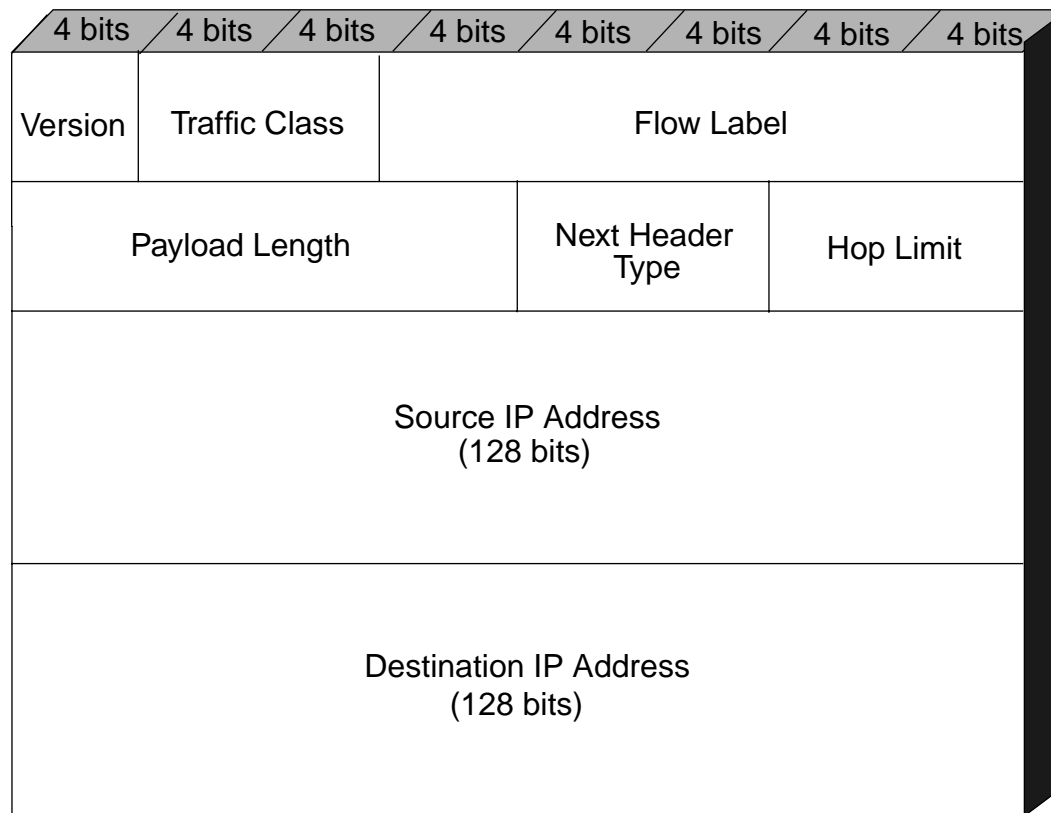 4 bits 4 bits 4 bits 4 bits 4 bits 4 bits 4 bits 4 bits
Version Traffic Class Flow Label
Payload Length Next Header Type Hop Limit
Source IP Address
(128 bits)
Destination IP Address
(128 bits)